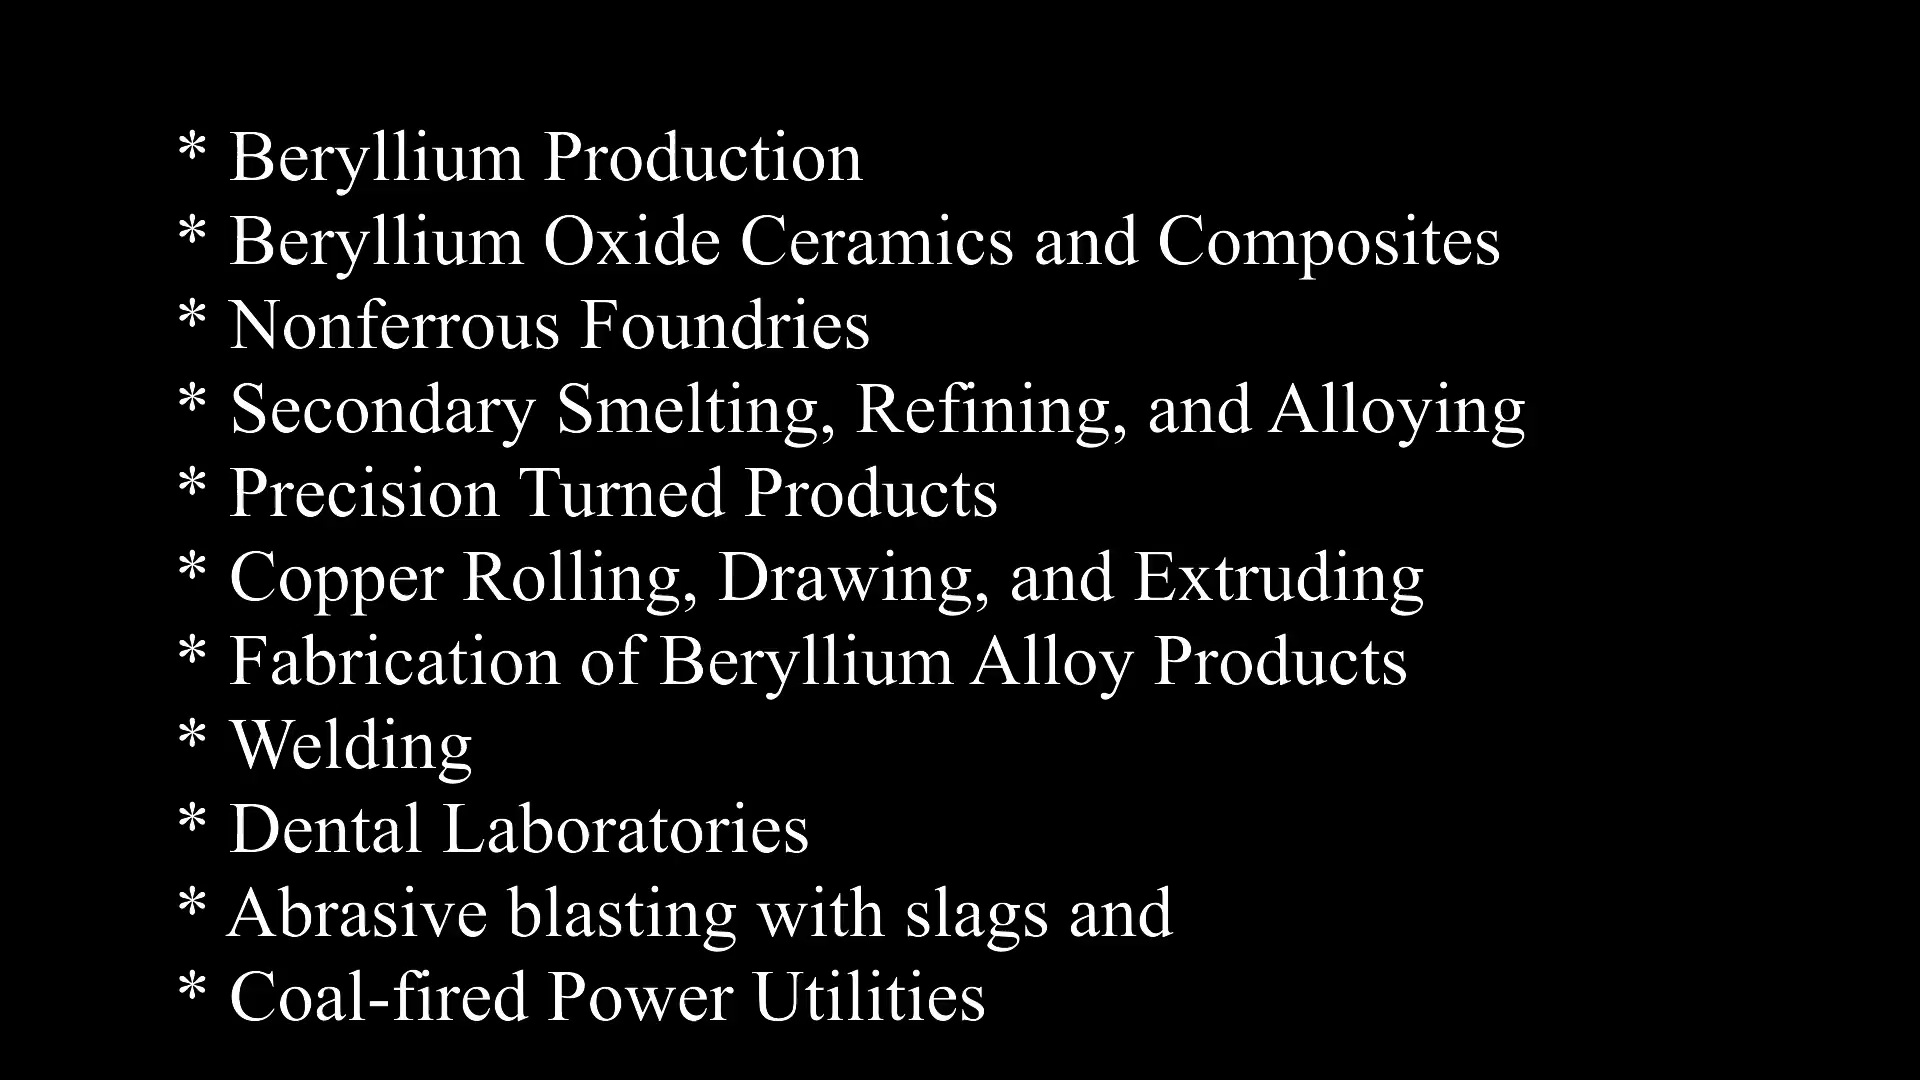 * Beryllium Production
* Beryllium Oxide Ceramics and Composites
* Nonferrous Foundries
* Secondary Smelting, Refining, and Alloying
* Precision Turned Products
* Copper Rolling, Drawing, and Extruding
* Fabrication of Beryllium Alloy Products
* Welding
* Dental Laboratories
* Abrasive blasting with slags and
* Coal-fired Power Utilities